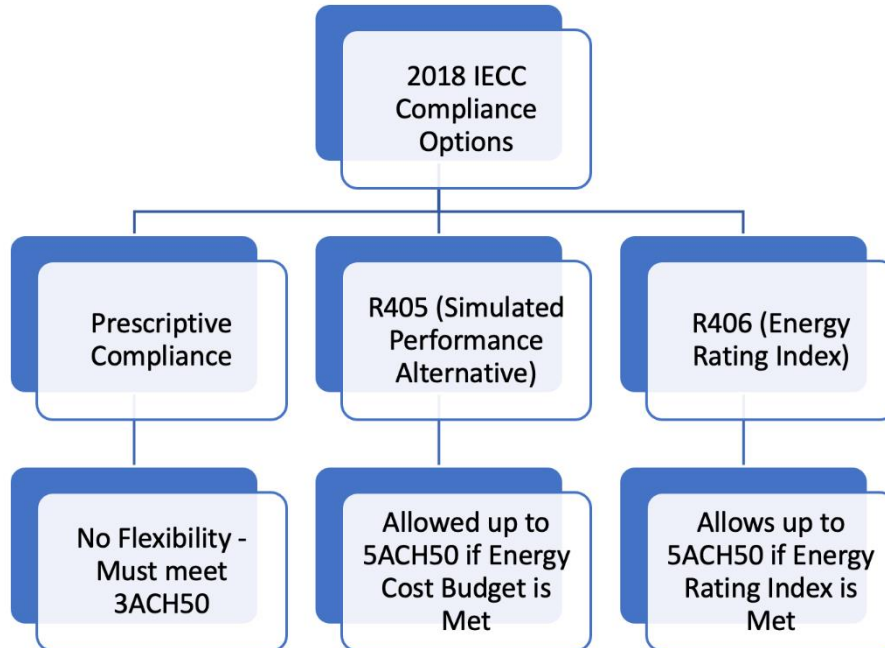 2018 IECC
Compliance
Options
Prescriptive
Compliance
R405 (Simulated
Performance
Alternative)
R406 (Energy
Rating Index)
No Flexibility -
Must meet
3ACH50
Allowed up to
5ACH50 if Energy
Cost Budget is
Met
Allows up to
5ACH50 if Energy
Rating Index is
Met